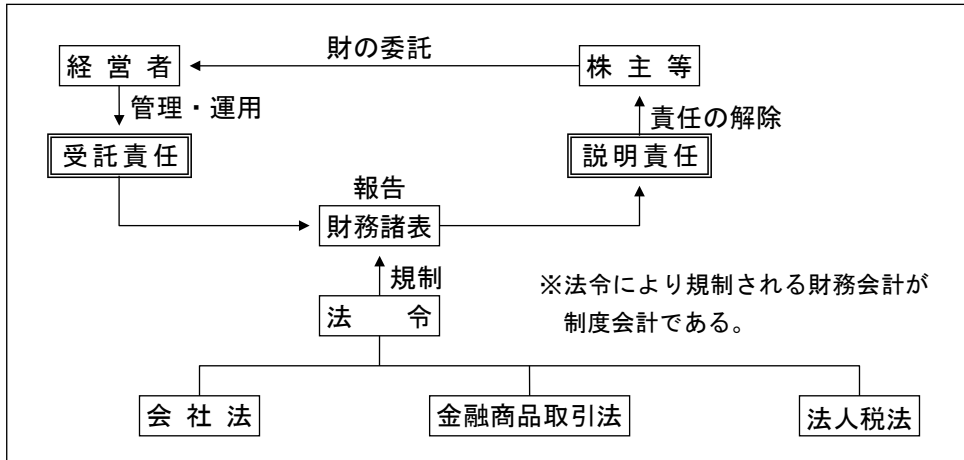 財の委託
経営者
株主等
管理・運用
責任の解除
受託責任
説明責任
報告
財務諸表
規制
※法令により規制される財務会計が
制度会計である。
法令
会社法
金融商品取引法
法人税法